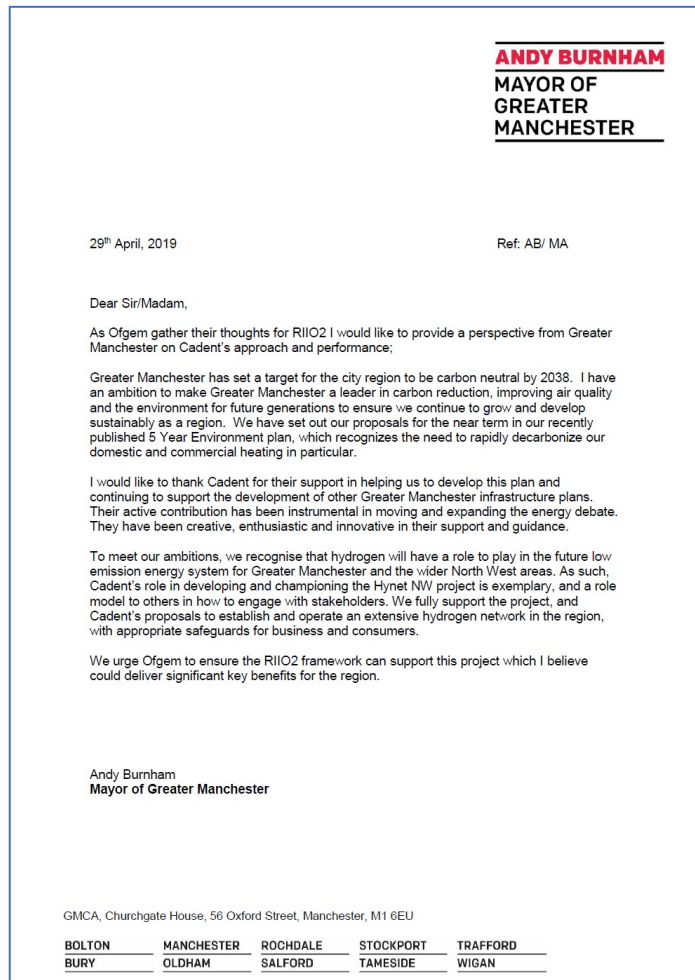 ANDY BURNHAM
MAYOR OF
GREATER
MANCHESTER
29th April, 2019 Ref: AB/ MA
Dear Sir/Madam,
As Ofgem gather their thoughts for RIIO2 I would like to provide a perspective from Greater
Manchester on Cadent's approach and performance;
Greater Manchester has set a target for the city region to be carbon neutral by 2038. I have
an ambition to make Greater Manchester a leader in carbon reduction, improving air quality
and the environment for future generations to ensure we continue to grow and develop
sustainably as a region. We have set out our proposals for the near term in our recently
published 5 Year Environment plan, which recognizes the need to rapidly decarbonize our
domestic and commercial heating in particular.
I would like to thank Cadent for their support in helping us to develop this plan and
continuing to support the development of other Greater Manchester infrastructure plans.
Their active contribution has been instrumental in moving and expanding the energy debate.
They have been creative, enthusiastic and innovative in their support and guidance.
To meet our ambitions, we recognise that hydrogen will have a role to play in the future low
emission energy system for Greater Manchester and the wider North West areas. As such,
Cadent's role in developing and championing the Hynet NW project is exemplary, and a role
model to others in how to engage with stakeholders. We fully support the project, and
Cadent's proposals to establish and operate an extensive hydrogen network in the region,
with appropriate safeguards for business and consumers.
We urge Ofgem to ensure the RIIO2 framework can support this project which I believe
could deliver significant key benefits for the region.
Andy Burnham
Mayor of Greater Manchester
GMCA, Churchgate House, 56 Oxford Street, Manchester, M1 6EU
BOLTON MANCHESTER ROCHDALE STOCKPORT TRAFFORD
BURY OLDHAM SALFORD TAMESIDE WIGAN